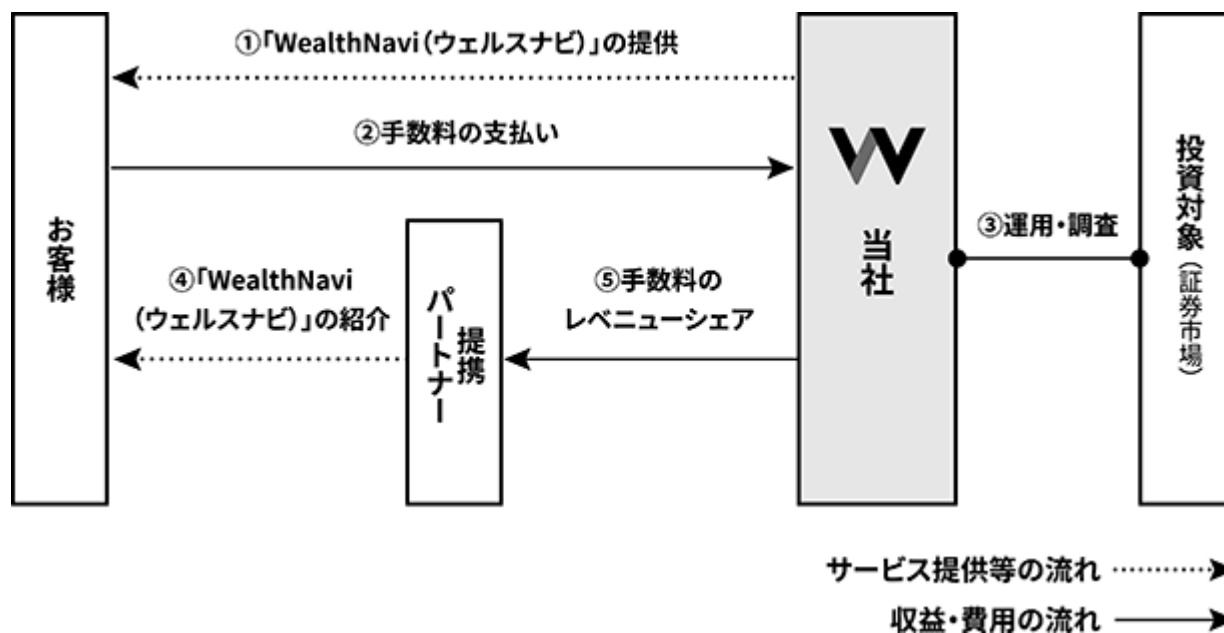 ①「WealthNavi(ウェルスナビ)」の提供
②手数料の支払い
お客様
④「WealthNavi
(ウェルスナビ)」の紹介
提携
パートナー
⑤手数料の
レベニューシェア
当社
③運用・調査
投資対象(証券市場)
サービス提供等の流れ
収益・費用の流れ